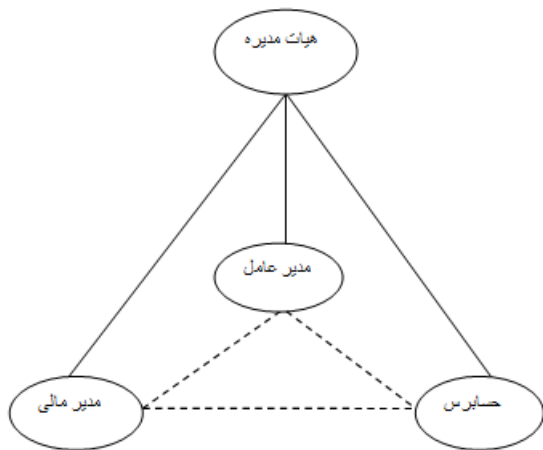 هیات مدیره
مدیر عامل
حسابرس
مدیر مالی